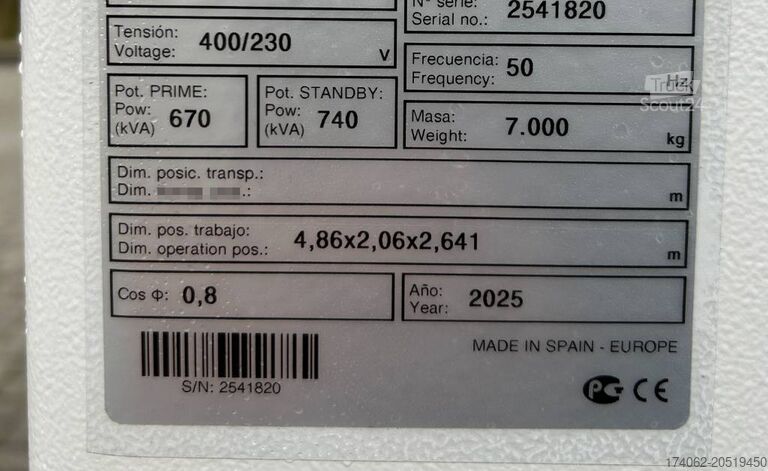 Nº serie:
Serial no.: 2541820
Tensión:
Voltage: 400/230 V
Frecuencia:
Frequency: 50 Hz
Pot. PRIME:
Pow: 670
(kVA)
Pot. STANDBY:
Pow: 740
(kVA)
Masa:
Weight: 7.000 kg
Dim. posic. transp.:
Dim. .: m
Dim. pos. trabajo:
Dim. operation pos.: 4,86x2,06x2,641 m
Cos Φ: 0,8
Año:
Year: 2025
MADE IN SPAIN - EUROPE
S/N: 2541820
PG CE
Truck
Scout24
174062-20519450